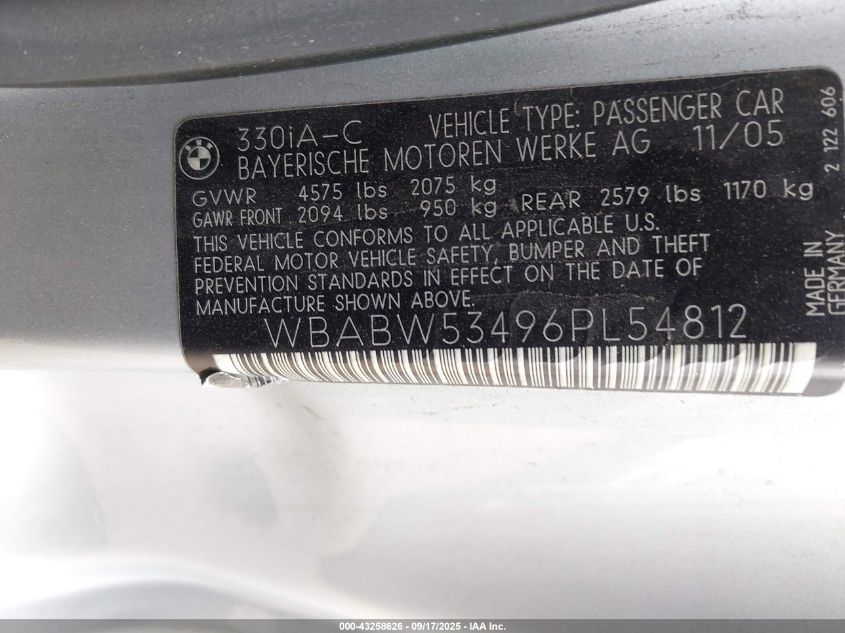 330iA-C VEHICLE TYPE: PASSENGER CAR
BAYERISCHE MOTOREN WERKE AG 11/05
GVWR 4575 lbs 2075 kg
GAWR FRONT 2094 lbs 950 kg REAR 2579 lbs 1170 kg
THIS VEHICLE CONFORMS TO ALL APPLICABLE U.S.
FEDERAL MOTOR VEHICLE SAFETY, BUMPER AND THEFT
PREVENTION STANDARDS IN EFFECT ON THE DATE OF
MANUFACTURE SHOWN ABOVE.
WBABW53496PL54812
2 122 606
MADE IN
GERMANY
000-43258626 - 09/17/2025 - IAA Inc.